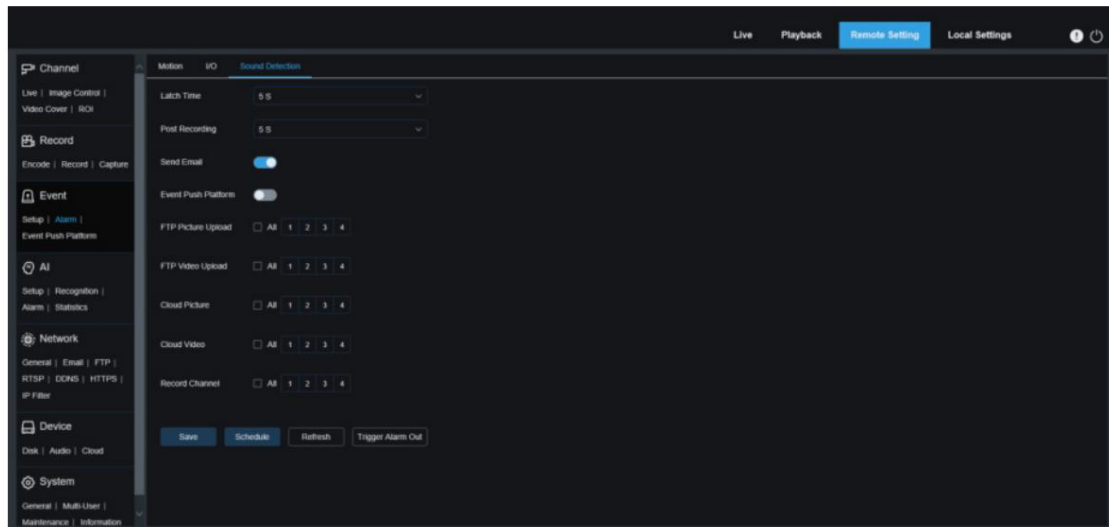 Live Playback Remote Setting Local Settings
Channel
Live | Image Control |
Video Cover | ROI
Record
Encode | Record | Capture
Event
Setup | Alarm |
Event Push Platform
AI
Setup | Recognition |
Alarm | Statistics
Network
General | Email | FTP |
RTSP | DDNS | HTTPS |
IP Filter
Device
Disk | Audio | Cloud
System
General | Multi-User |
Maintenance | Information
Motion I/O Sound Detection
Latch Time 5 S
Post Recording 5 S
Send Email
Event Push Platform
FTP Picture Upload All 1 2 3 4
FTP Video Upload All 1 2 3 4
Cloud Picture All 1 2 3 4
Cloud Video All 1 2 3 4
Record Channel All 1 2 3 4
Save Schedule Refresh Trigger Alarm Out